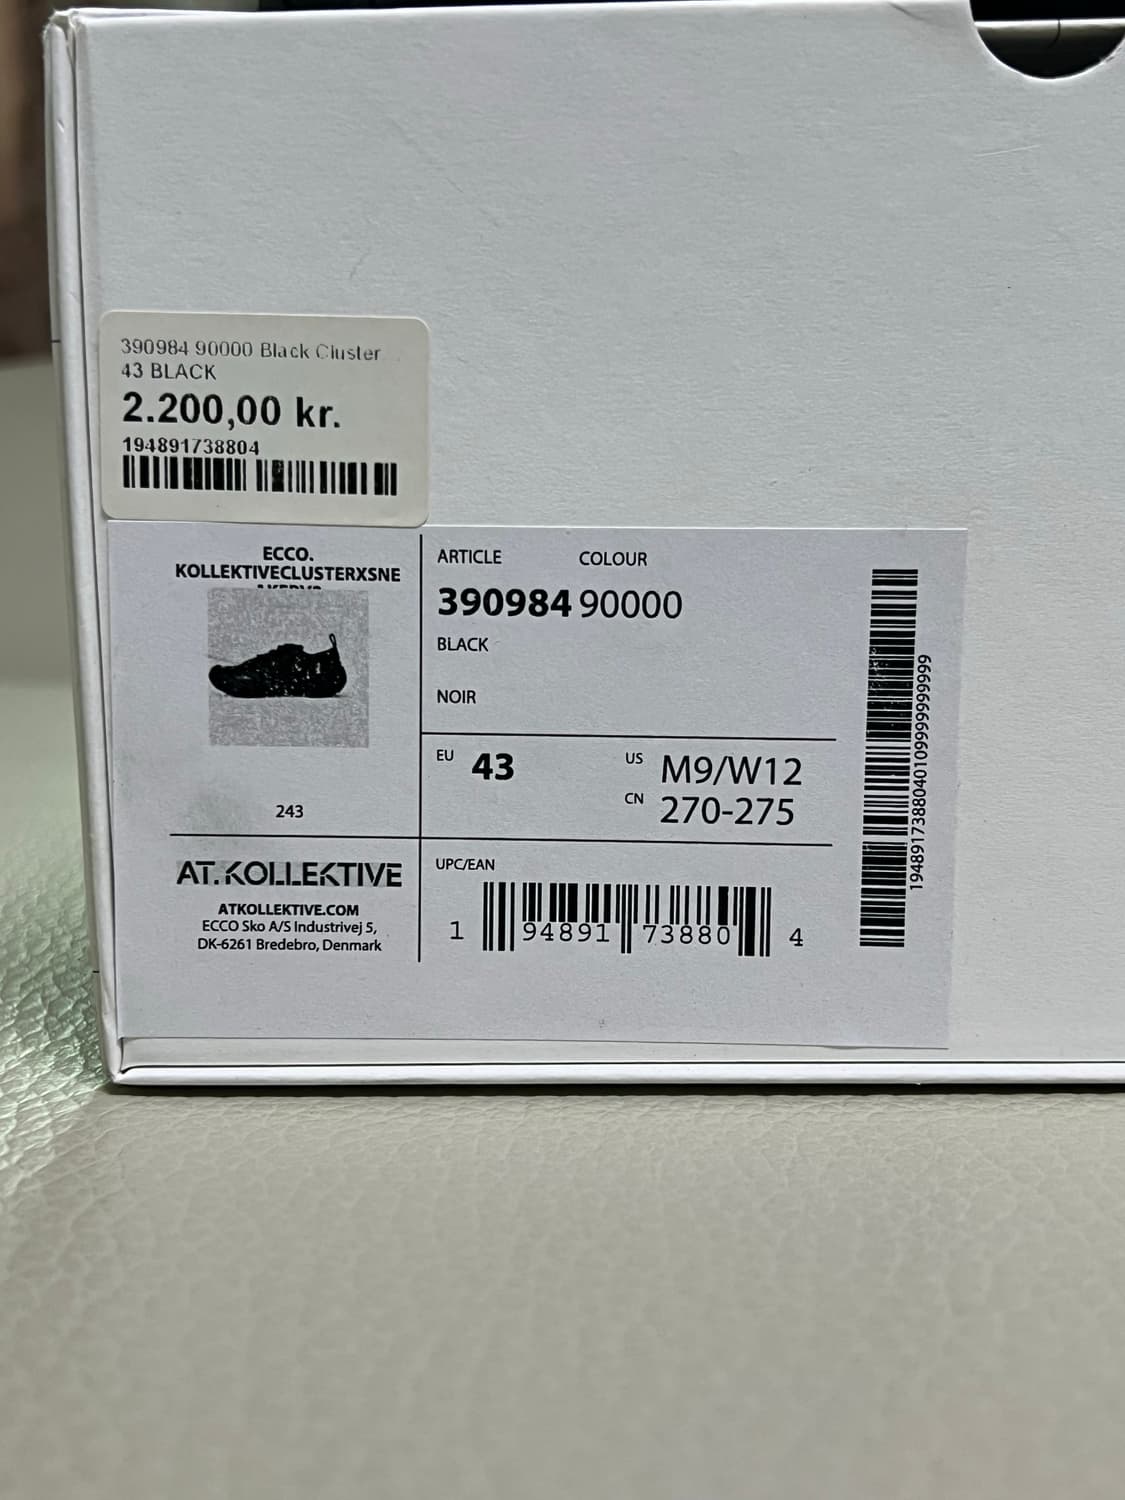 390984 90000 Black Cluster
43 BLACK
2.200,00 kr.
194891738804
ECCO.
KOLLEKTIVECLUSTERXSNE
243
AT.KOLLEKTIVE
ATKOLLEKTIVE.COM
ECCO Sko A/S Industrivej 5,
DK-6261 Bredebro, Denmark
ARTICLE COLOUR
390984 90000
BLACK
NOIR
EU 43
US M9/W12
CN 270-275
UPC/EAN
1 94891 73880 4